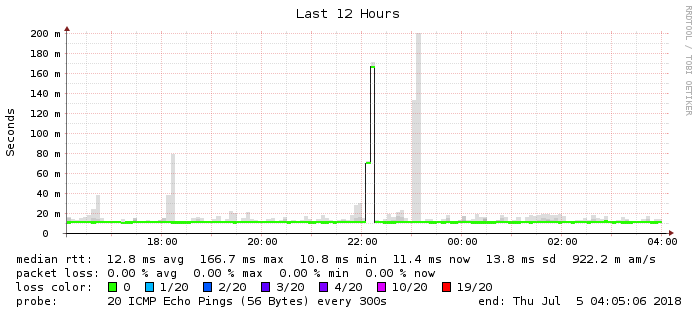 Last 12 Hours
RRDTOOL / TOBI OETIKER
Seconds
200 m
180 m
160 m
140 m
120 m
100 m
80 m
60 m
40 m
20 m
0
18:00 20:00 22:00 00:00 02:00 04:00
median rtt: 12.8 ms avg 166.7 ms max 10.8 ms min 11.4 ms now 13.8 ms sd 922.2 m am/s
packet loss: 0.00 % avg 0.00 % max 0.00 % min 0.00 % now
loss color: 0 1/20 2/20 3/20 4/20 10/20 19/20
probe: 20 ICMP Echo Pings (56 Bytes) every 300s end: Thu Jul 5 04:05:06 2018